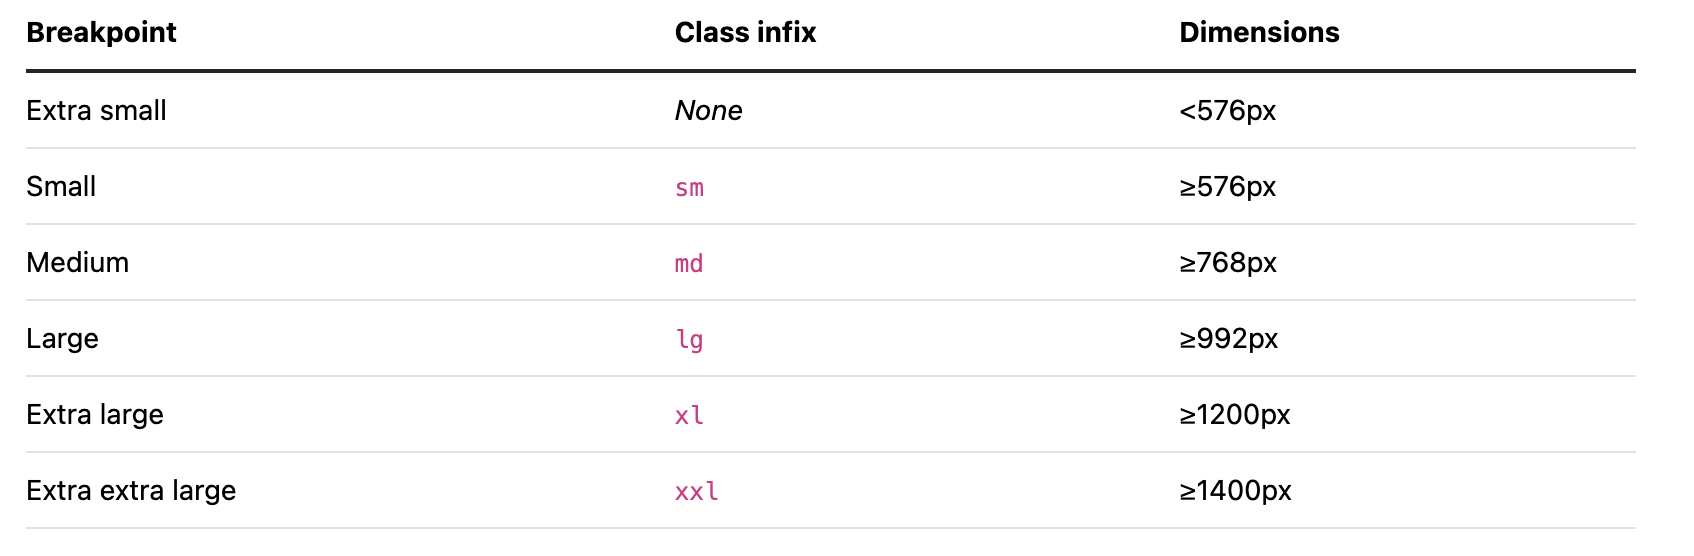 Breakpoint Class infix Dimensions
Extra small None <576px
Small sm ≥576px
Medium md ≥768px
Large lg ≥992px
Extra large xl ≥1200px
Extra extra large xxl ≥1400px